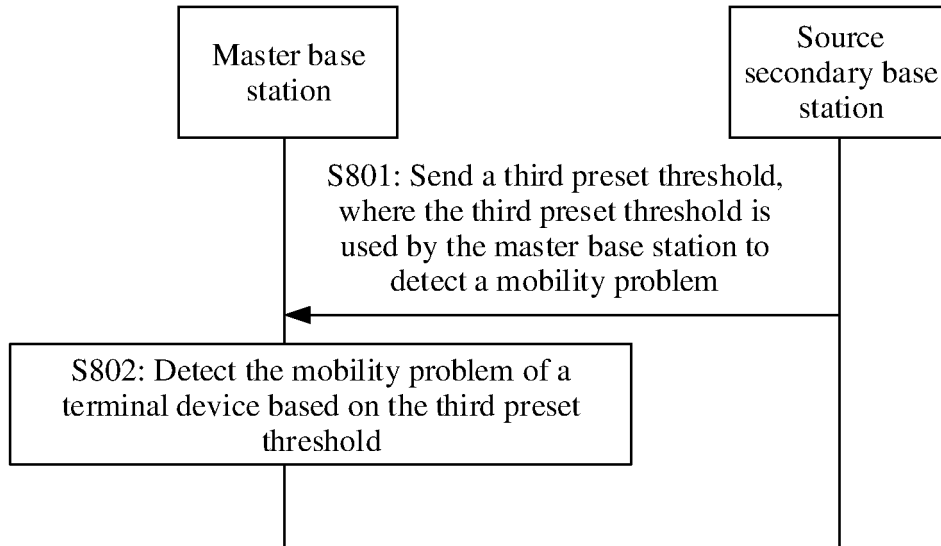 Master base
station
Source
secondary base
station
S801: Send a third preset threshold,
where the third preset threshold is
used by the master base station to
detect a mobility problem
S802: Detect the mobility problem of a
terminal device based on the third preset
threshold